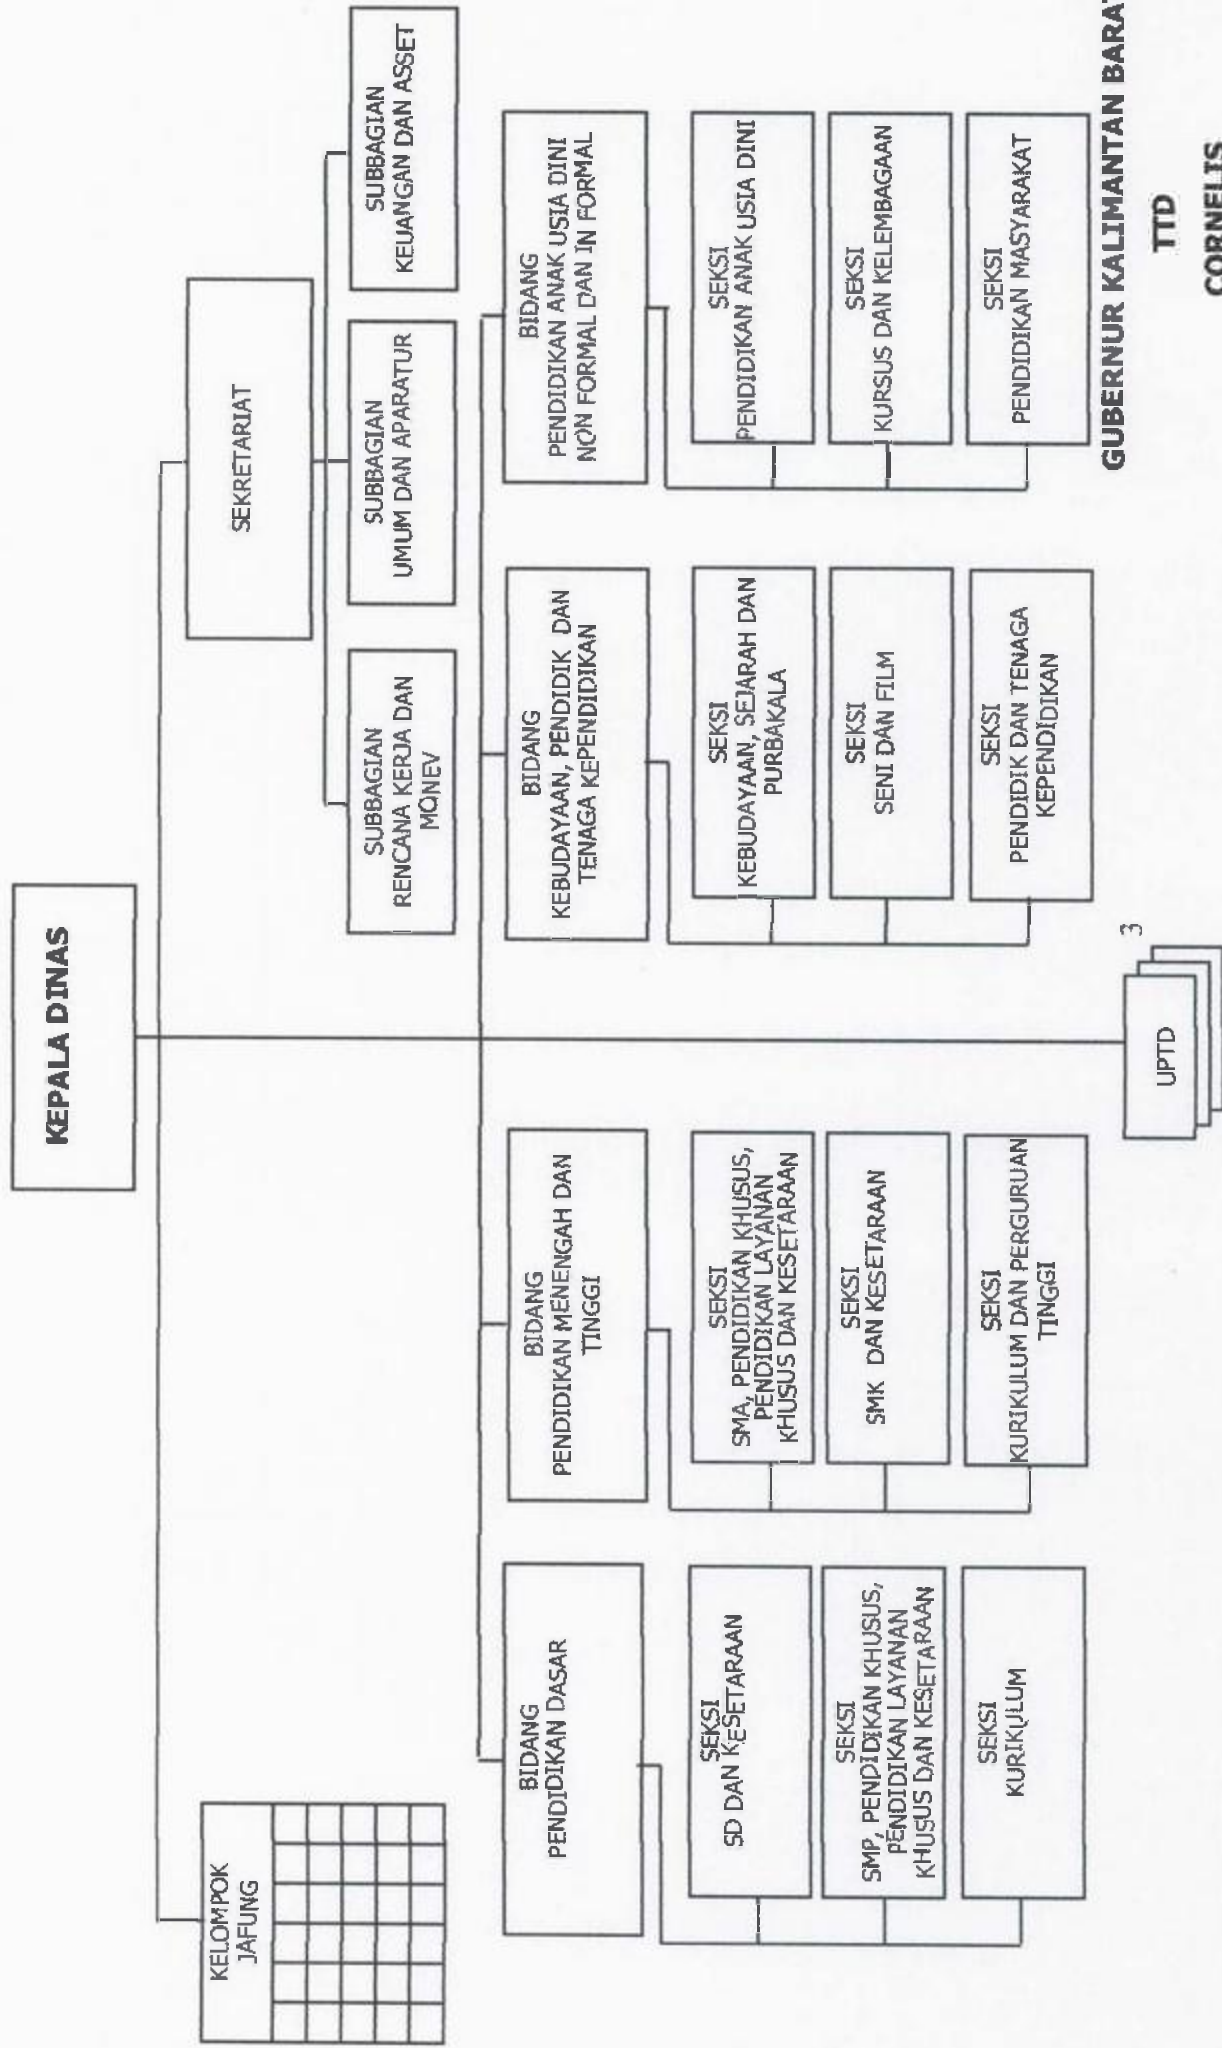 KEPALA DINAS
KELOMPOK
JAFUNG
SEKRETARIAT
SUBBAGIAN
RENCANA KERJA DAN
MONEV
SUBBAGIAN
UMUM DAN APARATUR
SUBBAGIAN
KEUANGAN DAN ASSET
BIDANG
PENDIDIKAN DASAR
SEKSI
SD DAN KESETARAAN
SEKSI
SMP, PENDIDIKAN KHUSUS,
PENDIDIKAN LAYANAN
KHUSUS DAN KESETARAAN
SEKSI
KURIKULUM
BIDANG
PENDIDIKAN MENENGAH DAN
TINGGI
SEKSI
SMA, PENDIDIKAN KHUSUS,
PENDIDIKAN LAYANAN
KHUSUS DAN KESETARAAN
SEKSI
SMK DAN KESETARAAN
SEKSI
KURIKULUM DAN PERGURUAN
TINGGI
BIDANG
KEBUDAYAAN, PENDIDIK DAN
TENAGA KEPENDIDIKAN
SEKSI
KEBUDAYAAN, SEJARAH DAN
PURBAKALA
SEKSI
SENI DAN FILM
SEKSI
PENDIDIK DAN TENAGA
KEPENDIDIKAN
BIDANG
PENDIDIKAN ANAK USIA DINI
NON FORMAL DAN IN FORMAL
SEKSI
PENDIDIKAN ANAK USIA DINI
SEKSI
KURSUS DAN KELEMBAGAAN
SEKSI
PENDIDIKAN MASYARAKAT
3
UPTD
GUBERNUR KALIMANTAN BARAT
TTD
CORNELIS